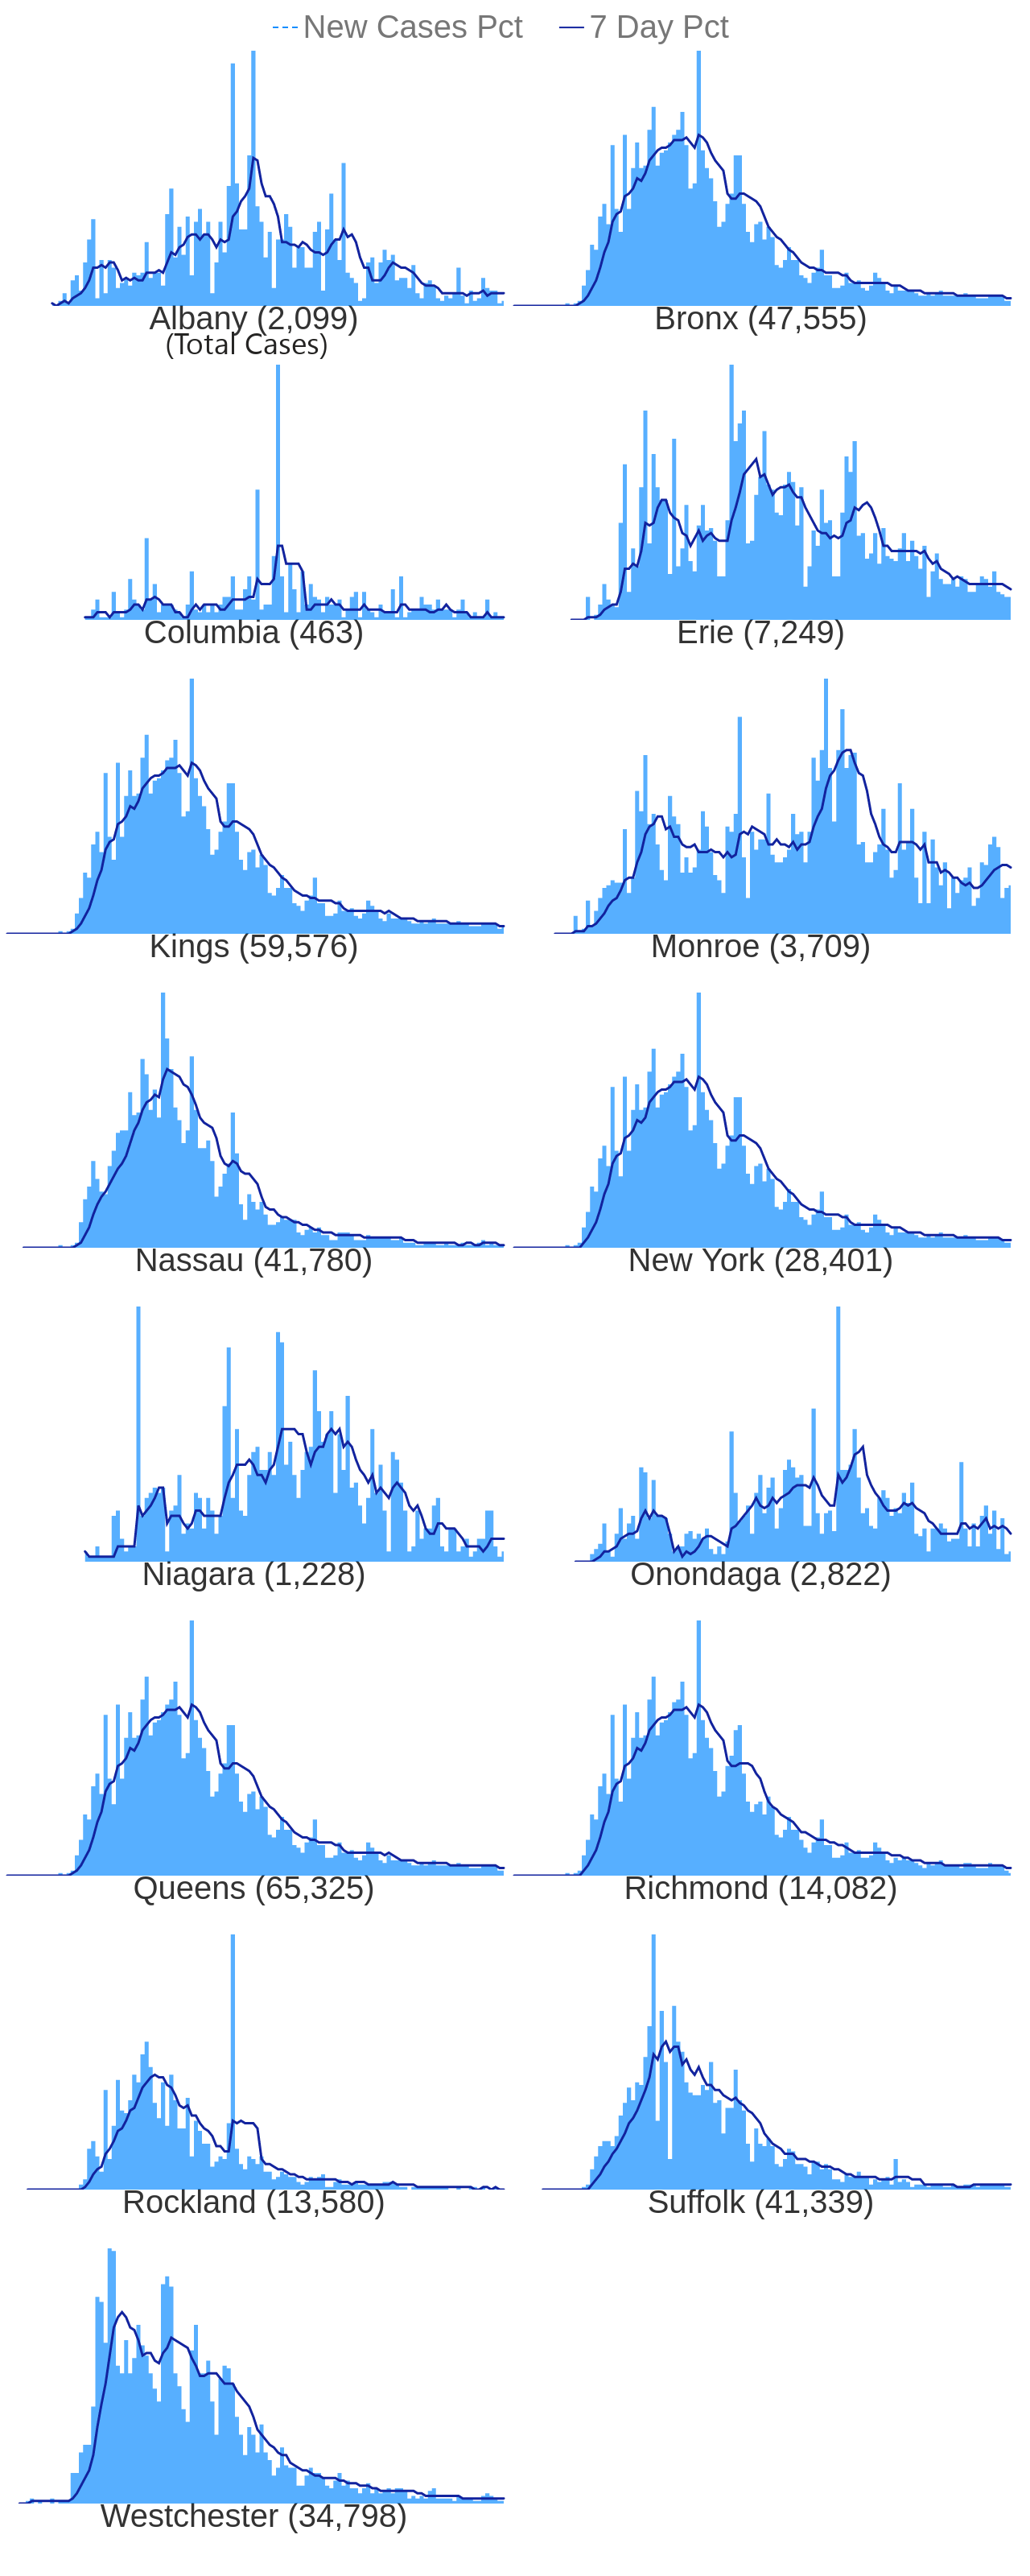 New Cases Pct 7 Day Pct
Albany (2,099) Bronx (47,555)
(Total Cases)
Columbia (463) Erie (7,249)
Kings (59,576) Monroe (3,709)
Nassau (41,780) New York (28,401)
Niagara (1,228) Onondaga (2,822)
Queens (65,325) Richmond (14,082)
Rockland (13,580) Suffolk (41,339)
Westchester (34,798)